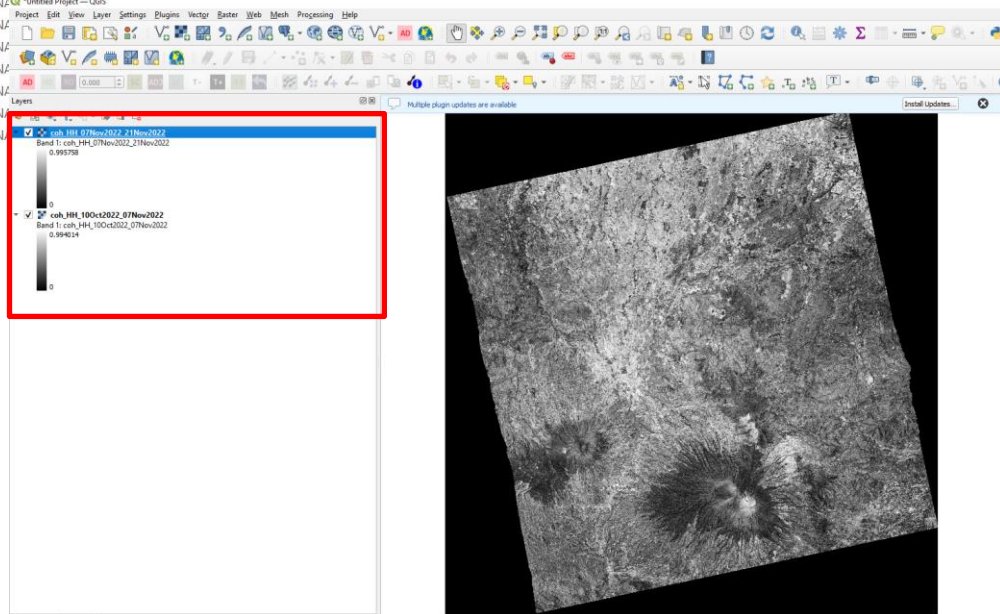 *Untitled Project — QGIS
Project Edit View Layer Settings Plugins Vector Raster Web Mesh Processing Help
AD
AD 0.000
Layers
Multiple plugin updates are available
Install Updates...
coh_HH_07Nov2022_21Nov2022
Band 1: coh_HH_07Nov2022_21Nov2022
0.995758
0
coh_HH_10Oct2022_07Nov2022
Band 1: coh_HH_10Oct2022_07Nov2022
0.994014
0